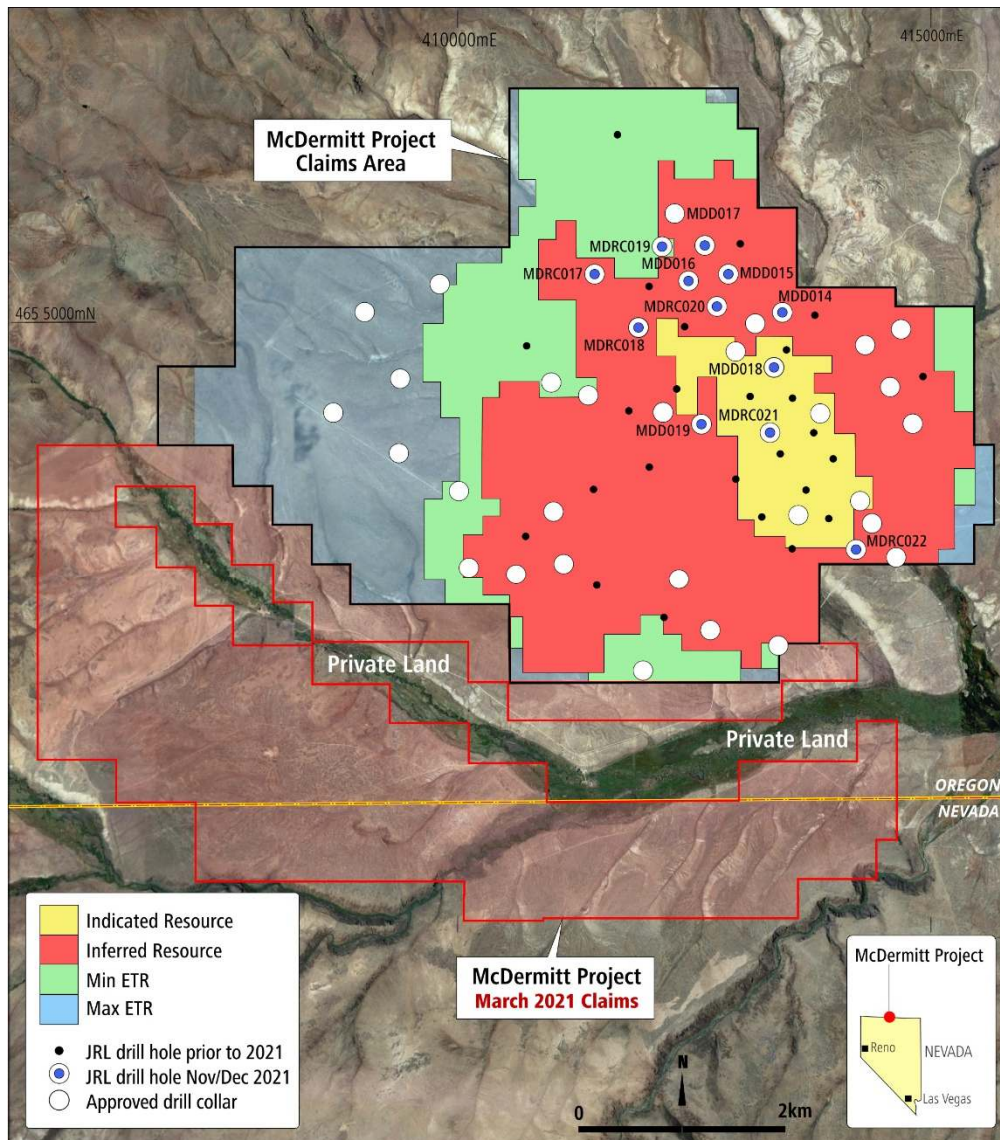 410000mE
415000mE
McDermitt Project
Claims Area
MDD017
MDRC019
MDD016
MDRC017
MDD015
MDRC020
MDD014
465 5000mN
MDRC018
MDD018
MDRC021
MDD019
MDRC022
Private Land
Private Land
OREGON
NEVADA
Indicated Resource
Inferred Resource
Min ETR
Max ETR
JRL drill hole prior to 2021
JRL drill hole Nov/Dec 2021
Approved drill collar
McDermitt Project
March 2021 Claims
N
0
2km
McDermitt Project
Reno
NEVADA
Las Vegas